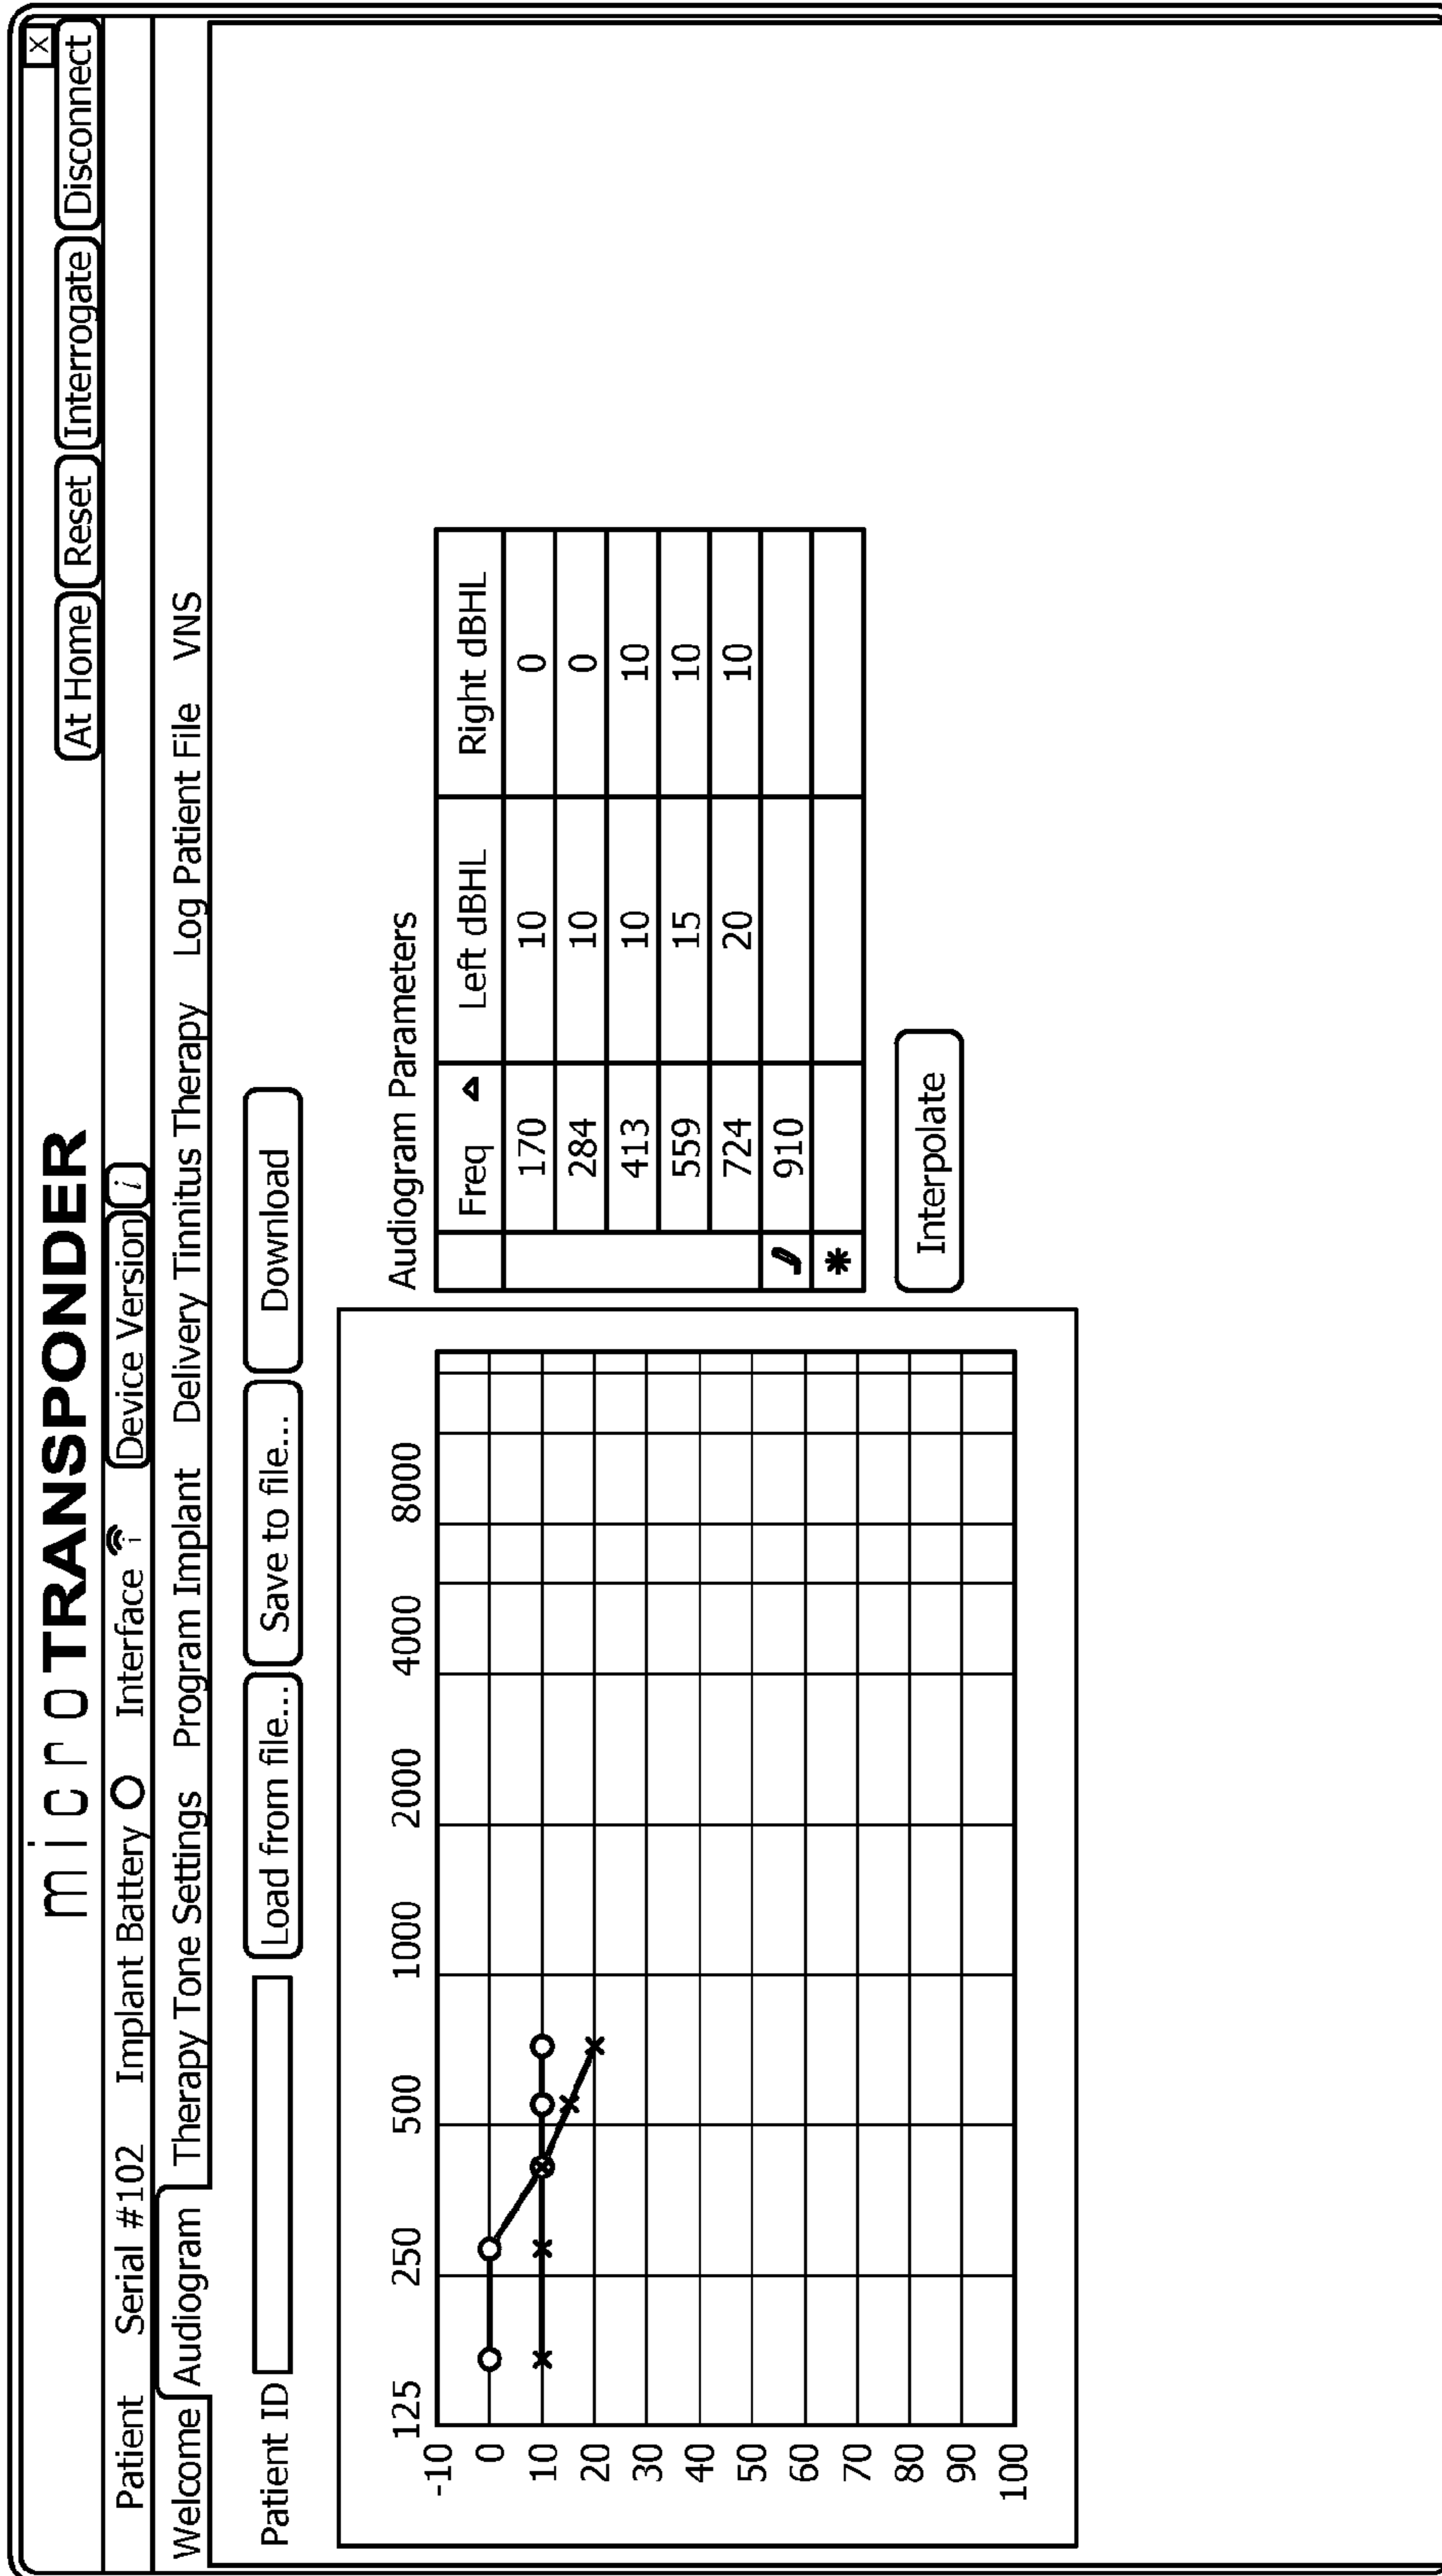 X
microTRANSPONDER
At Home Reset Interrogate Disconnect
Patient Serial #102 Implant Battery Interface Device Version i
Welcome Audiogram Therapy Tone Settings Program Implant Delivery Tinnitus Therapy Log Patient File VNS
Patient ID Load from file... Save to file... Download
Audiogram Parameters
125 250 500 1000 2000 4000 8000
-10
0
10
20
30
40
50
60
70
80
90
100
Freq Left dBHL Right dBHL
170 10 0
284 10 0
413 10 10
559 15 10
724 20 10
910
*
Interpolate